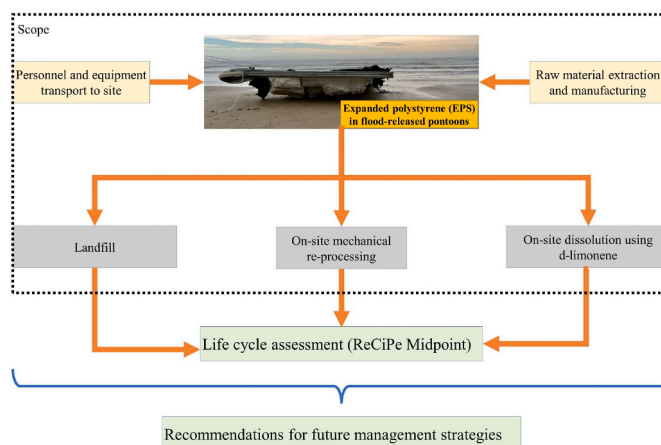 Scope
Personnel and equipment
transport to site
Expanded polystyrene (EPS)
in flood-released pontoons
Raw material extraction
and manufacturing
Landfill
On-site mechanical
re-processing
On-site dissolution using
d-limonene
Life cycle assessment (ReCiPe Midpoint)
Recommendations for future management strategies